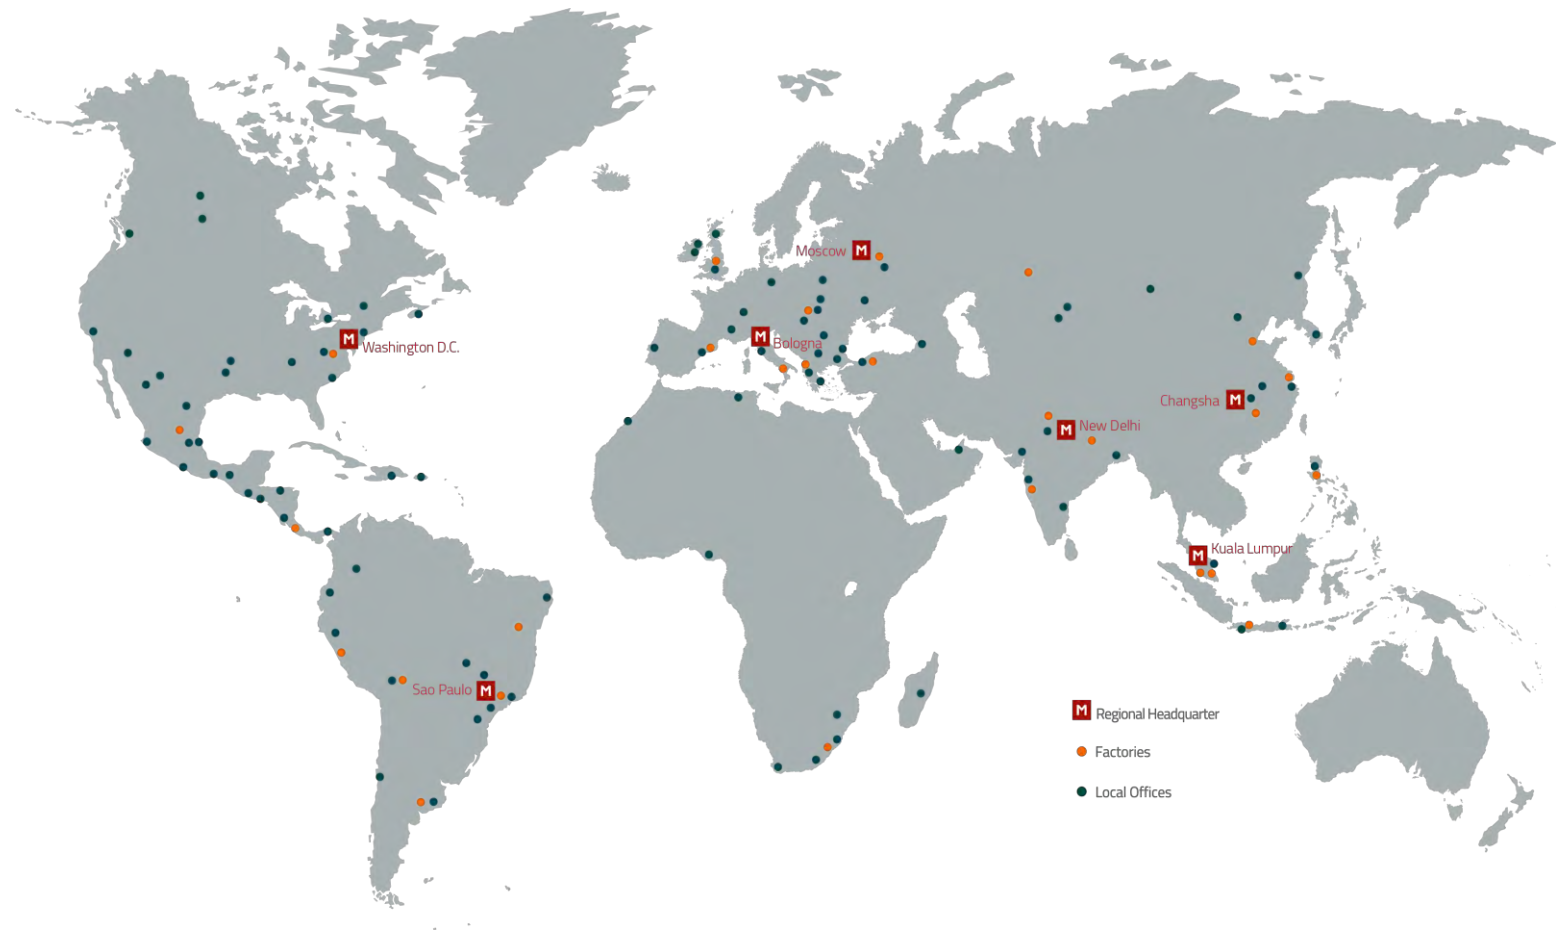 Moscow
M
M
Washington D.C.
M
Bologna
Changsha
M
M
New Delhi
M
Kuala Lumpur
Sao Paulo
M
M
Regional Headquarter
Factories
Local Offices